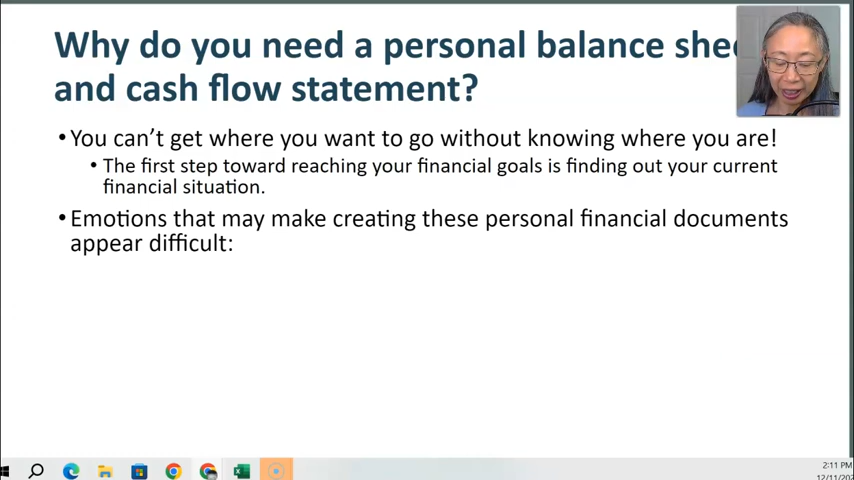 Why do you need a personal balance
and cash flow statement?
•You can't get where you want to go without knowing where you are!
• The first step toward reaching your financial goals is finding out your current
financial situation.
•Emotions that may make creating these personal financial documents
appear difficult:
2:11 PM